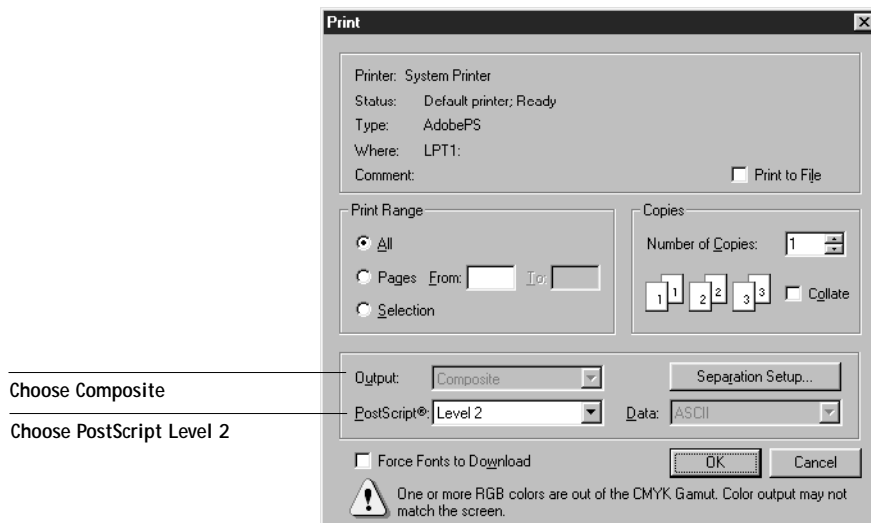 Print
Printer: System Printer
Status: Default printer; Ready
Type: AdobePS
Where: LPT1:
Comment:
Print to File
Print Range
All
Pages From: To:
Selection
Copies
Number of Copies: 1
1 1 2 2 3 3 Collate
Choose Composite
Output: Composite Separation Setup...
Choose PostScript Level 2
PostScript®: Level 2 Data: ASCII
Force Fonts to Download OK Cancel
One or more RGB colors are out of the CMYK Gamut. Color output may not
match the screen.